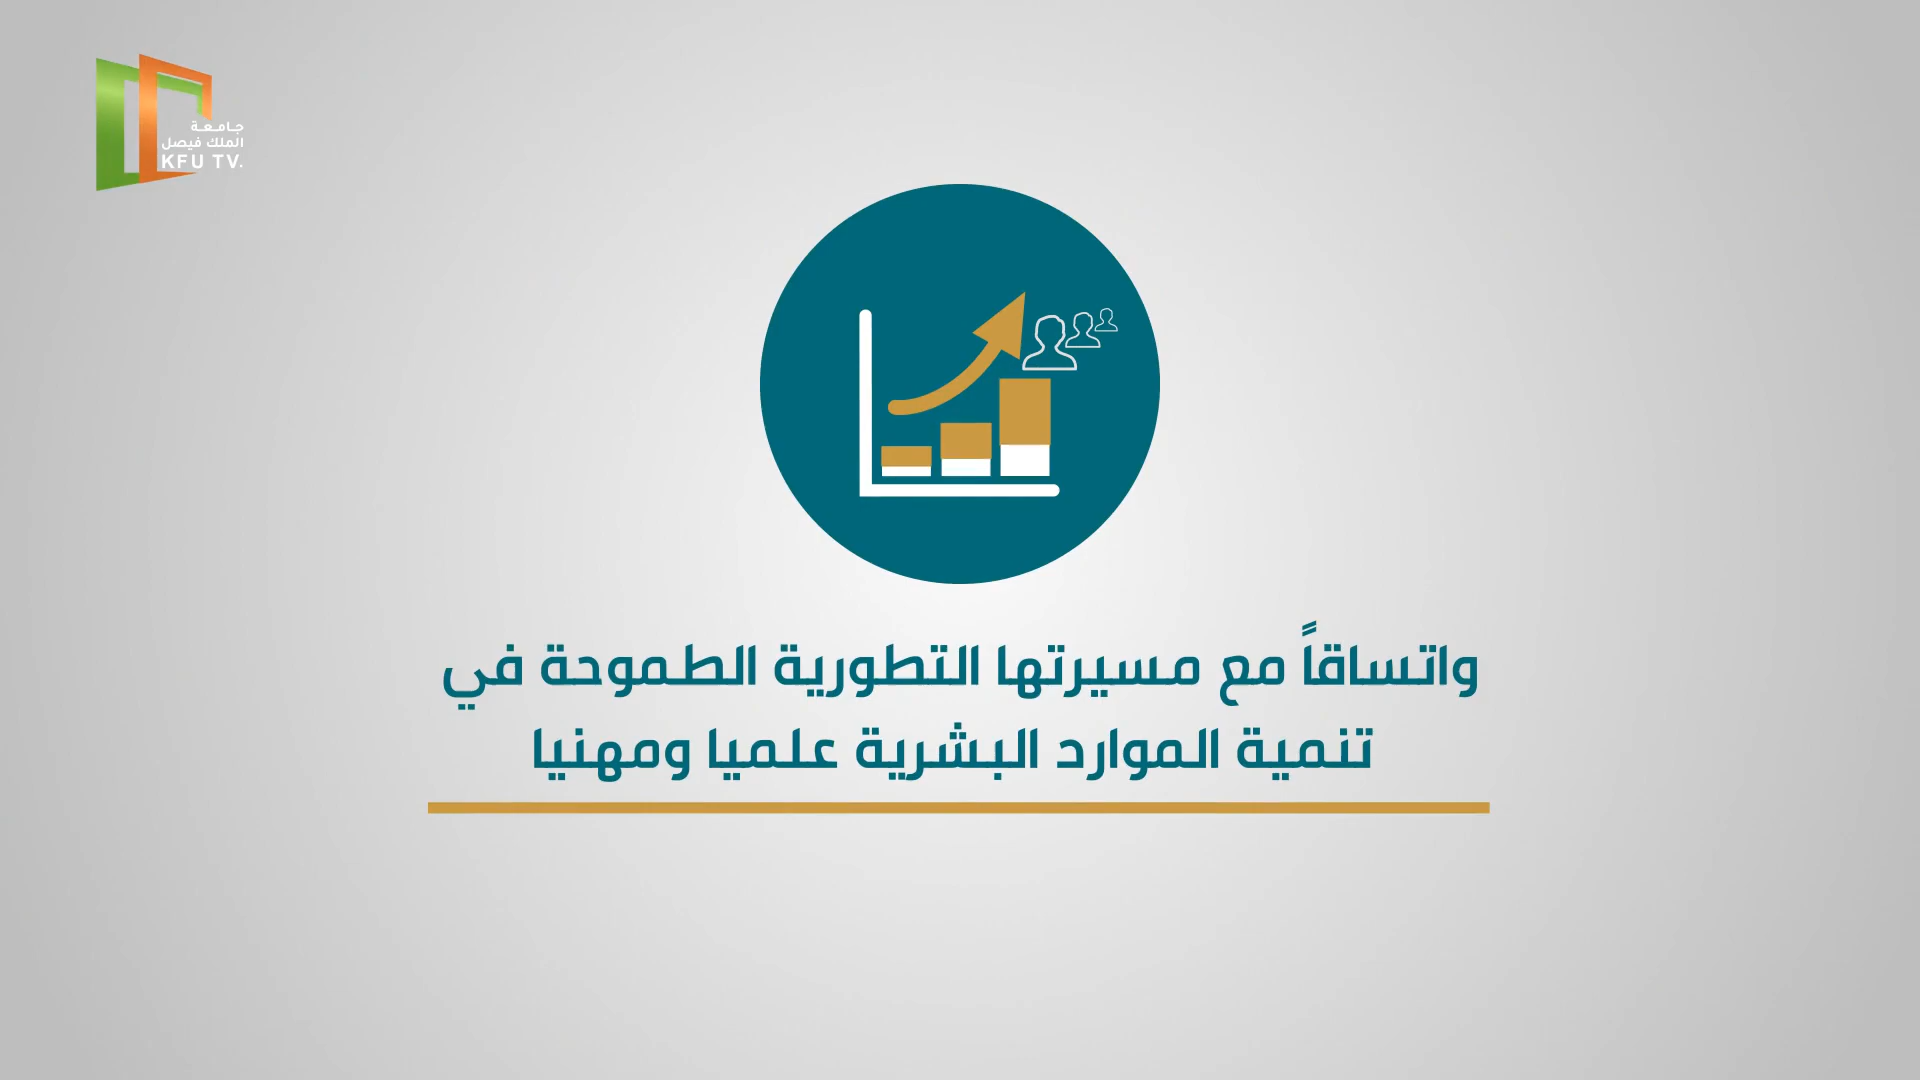 جامعة
الملك فيصل
KFU TV.
واتساقاً مع مسيرتها التطورية الطموحة في
تنمية الموارد البشرية علميا ومهنيا